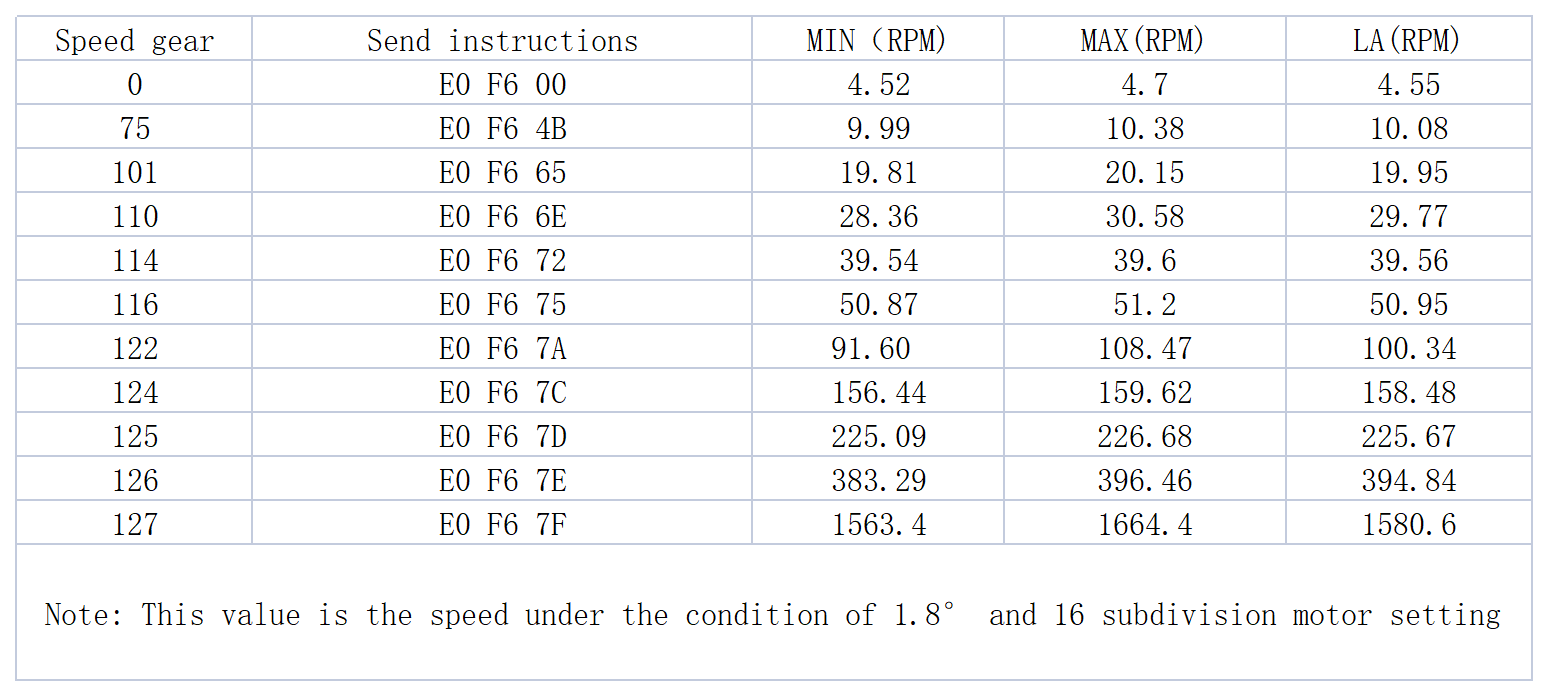 Speed gear Send instructions MIN（RPM) MAX(RPM) LA(RPM)
0 E0 F6 00 4.52 4.7 4.55
75 E0 F6 4B 9.99 10.38 10.08
101 E0 F6 65 19.81 20.15 19.95
110 E0 F6 6E 28.36 30.58 29.77
114 E0 F6 72 39.54 39.6 39.56
116 E0 F6 75 50.87 51.2 50.95
122 E0 F6 7A 91.60 108.47 100.34
124 E0 F6 7C 156.44 159.62 158.48
125 E0 F6 7D 225.09 226.68 225.67
126 E0 F6 7E 383.29 396.46 394.84
127 E0 F6 7F 1563.4 1664.4 1580.6
Note: This value is the speed under the condition of 1.8° and 16 subdivision motor setting